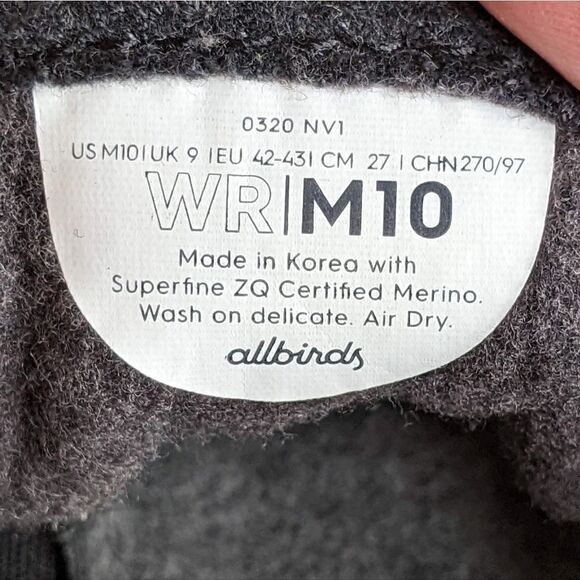 0320 NV1
US M10 | UK 9 | EU 42-43 | CM 27 | CHN 270/97
WR | M10
Made in Korea with
Superfine ZQ Certified Merino.
Wash on delicate. Air Dry.
allbirds